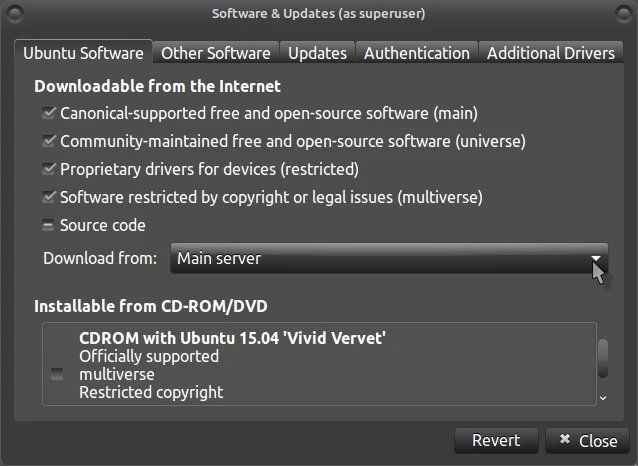 Software & Updates (as superuser)
Ubuntu Software Other Software Updates Authentication Additional Drivers
Downloadable from the Internet
Canonical-supported free and open-source software (main)
Community-maintained free and open-source software (universe)
Proprietary drivers for devices (restricted)
Software restricted by copyright or legal issues (multiverse)
Source code
Download from: Main server
Installable from CD-ROM/DVD
CDROM with Ubuntu 15.04 'Vivid Vervet'
Officially supported
multiverse
Restricted copyright
Revert Close